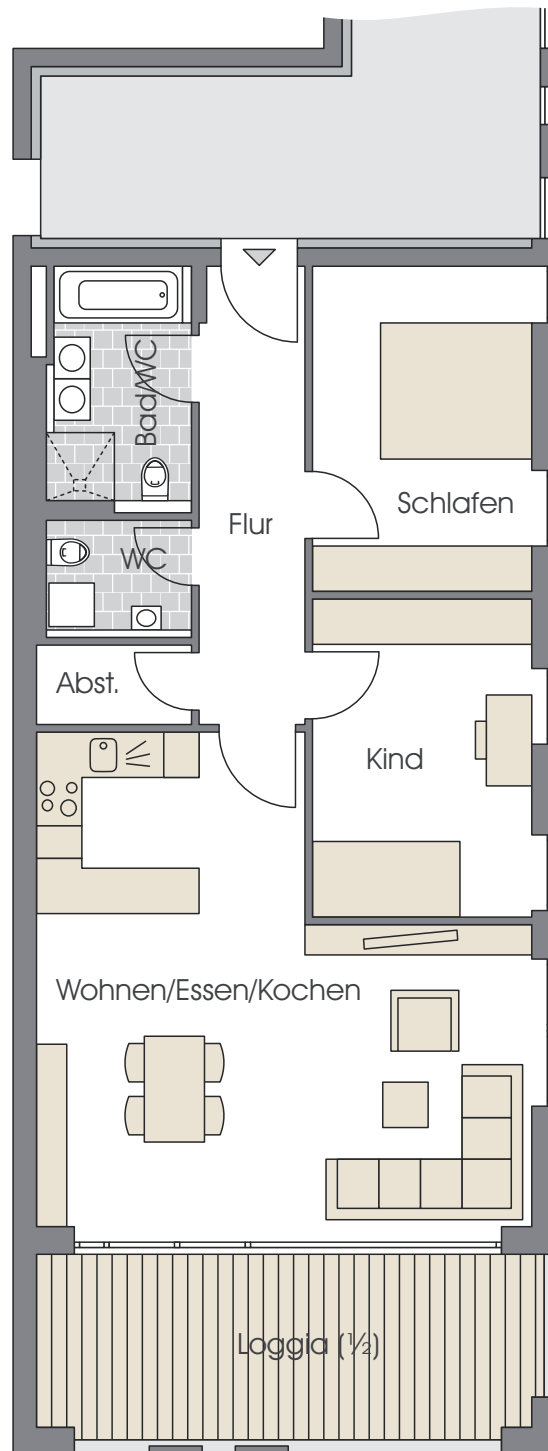 Bad/WC
Schlafen
Flur
WC
Abst.
Kind
Wohnen/Essen/Kochen
Loggia (½)